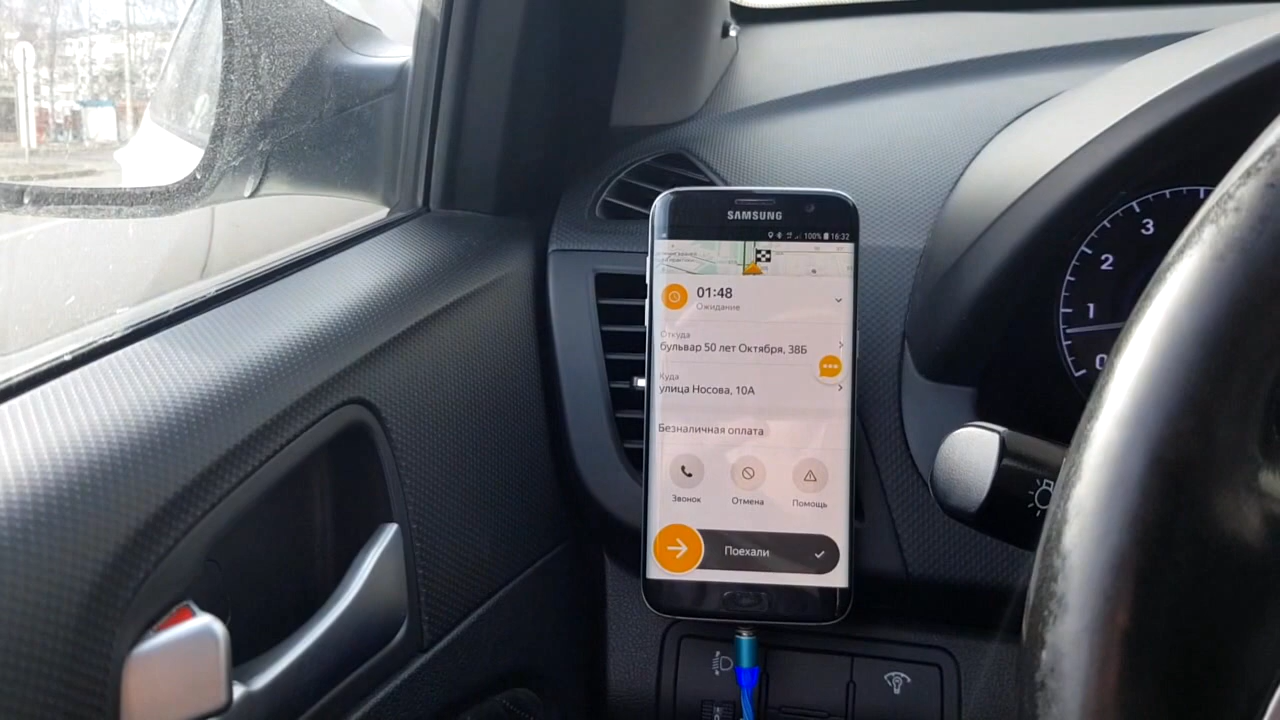 SAMSUNG
100% 16:32
01:48
Ожидание
Откуда
бульвар 50 лет Октября, 38Б
Куда
улица Носова, 10А
Безналичная оплата
Звонок
Отмена
Помощь
Поехали
3
2
1
0